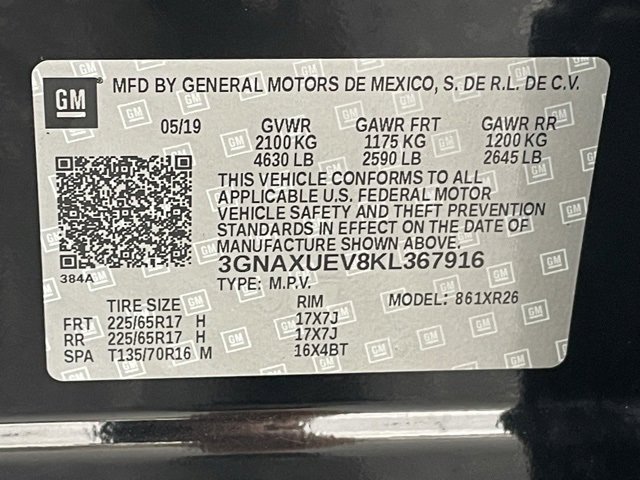 GM MFD BY GENERAL MOTORS DE MEXICO, S. DE R.L. DE C.V.
05/19 GVWR GAWR FRT GAWR RR
2100 KG 1175 KG 1200 KG
4630 LB 2590 LB 2645 LB
THIS VEHICLE CONFORMS TO ALL
APPLICABLE U.S. FEDERAL MOTOR
VEHICLE SAFETY AND THEFT PREVENTION
STANDARDS IN EFFECT ON THE DATE OF
MANUFACTURE SHOWN ABOVE.
3GNAXUEV8KL367916
384A TYPE: M.P.V.
TIRE SIZE RIM MODEL: 861XR26
FRT 225/65R17 H 17X7J
RR 225/65R17 H 17X7J
SPA T135/70R16 M 16X4BT